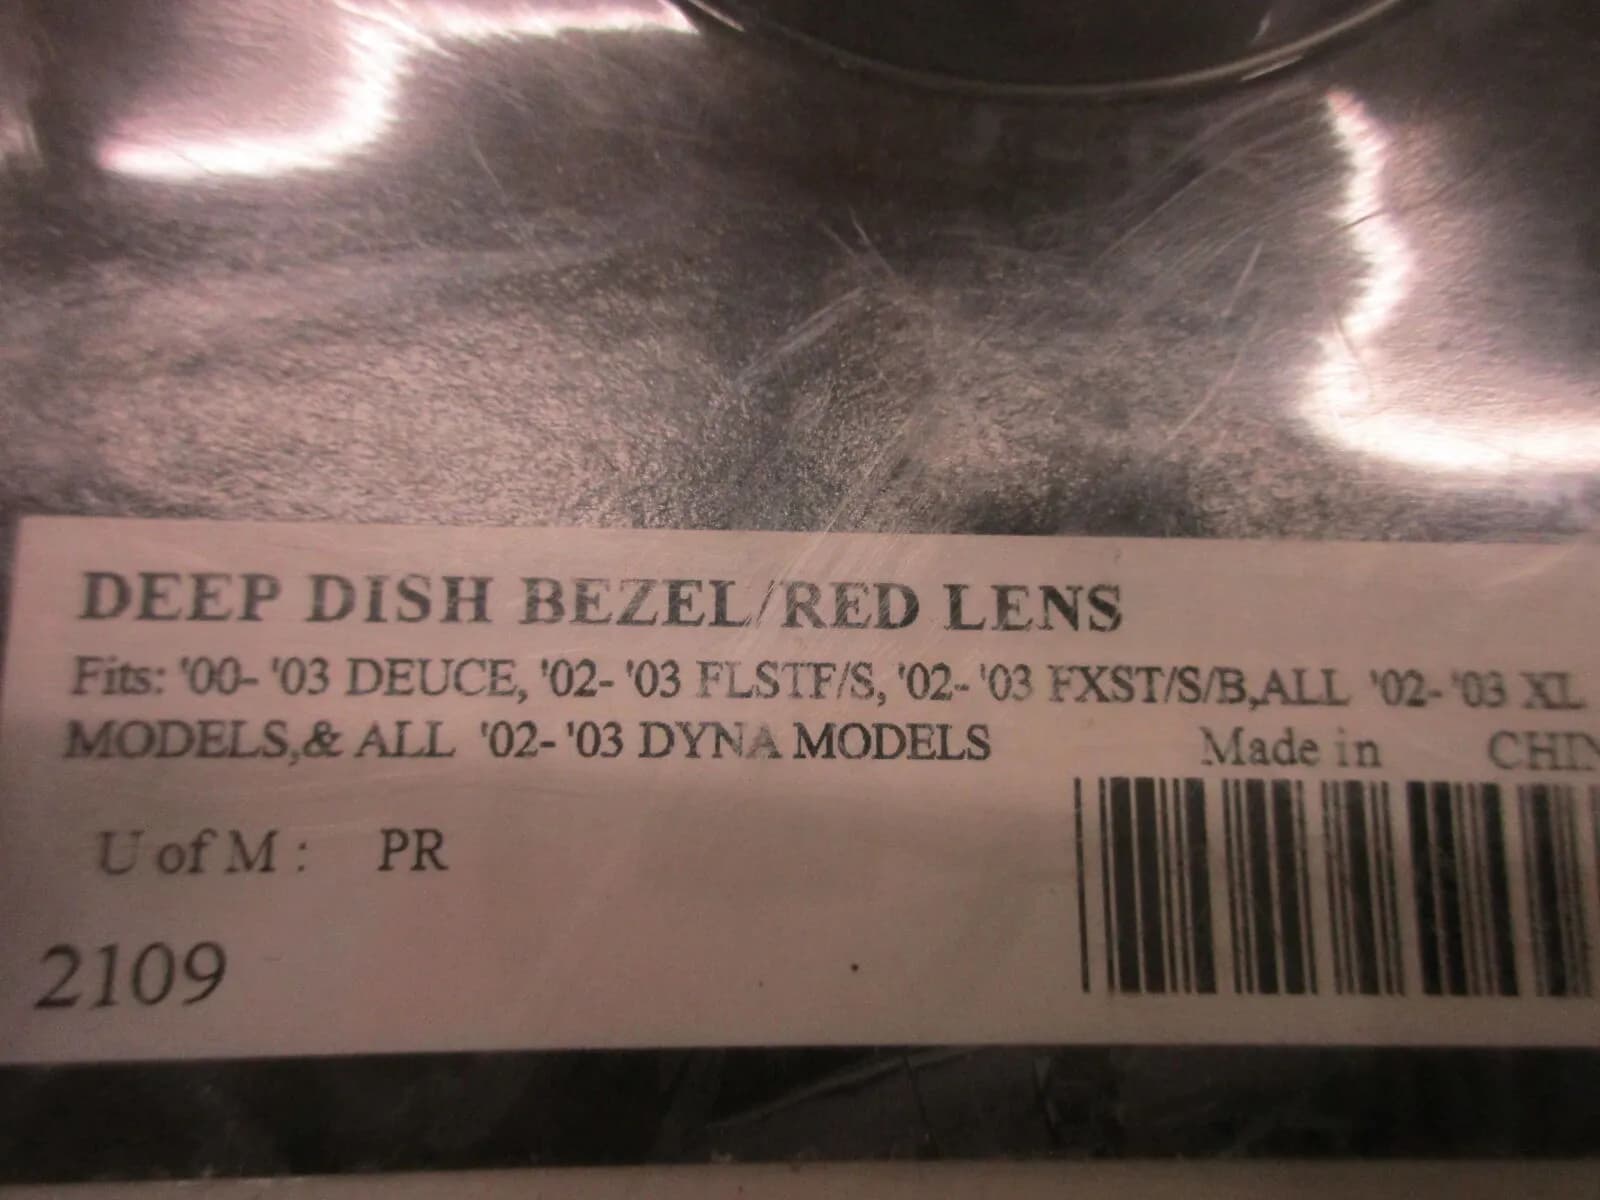 DEEP DISH BEZEL/RED LENS
Fits: '00- '03 DEUCE, '02- '03 FLSTF/S, '02- '03 FXST/S/B,ALL '02- '03 XL
MODELS,& ALL '02- '03 DYNA MODELS
Made in CHIN
U of M : PR
2109